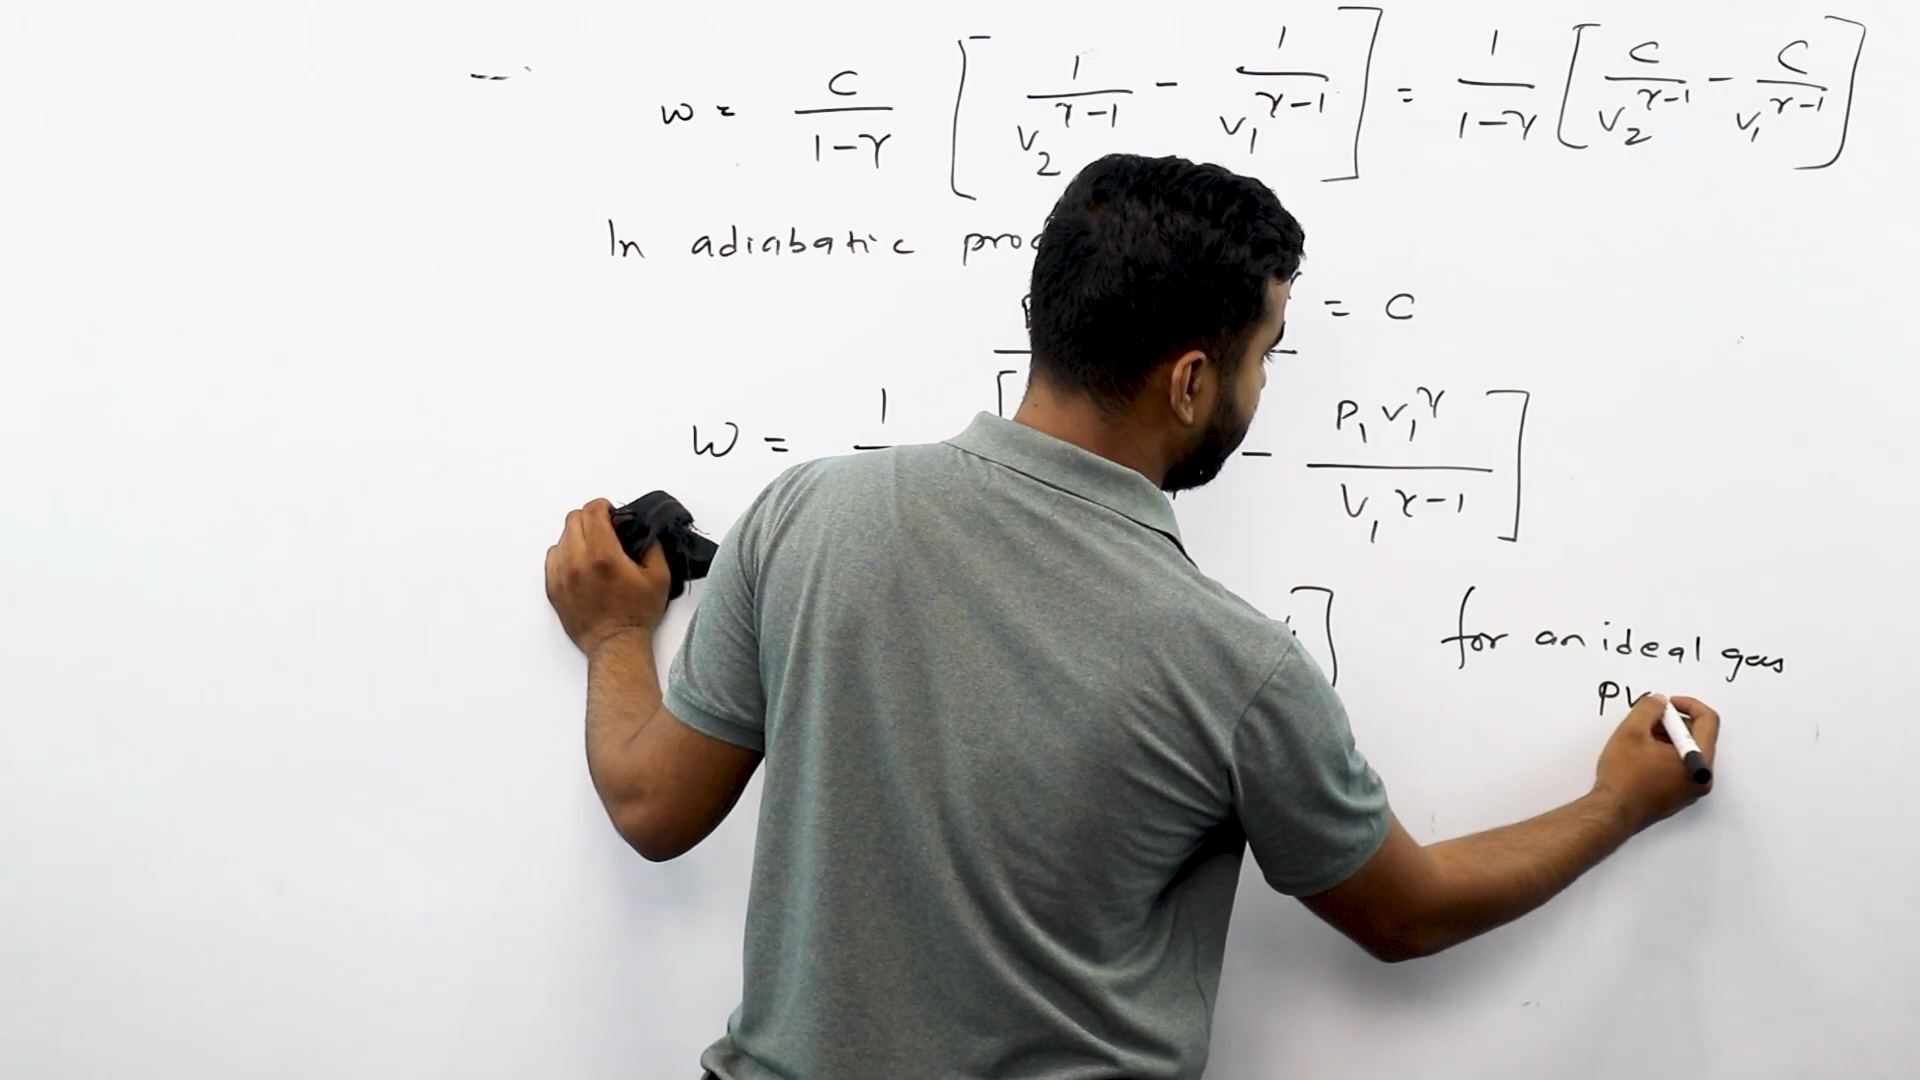 w = C/(1-γ) [ 1/V₂^(γ-1) - 1/V₁^(γ-1) ] = 1/(1-γ) [ C/V₂^(γ-1) - C/V₁^(γ-1) ]
In adiabatic
= C
W = 1 [ - P₁V₁^γ/V₁^(γ-1) ]
for an ideal gas
PV